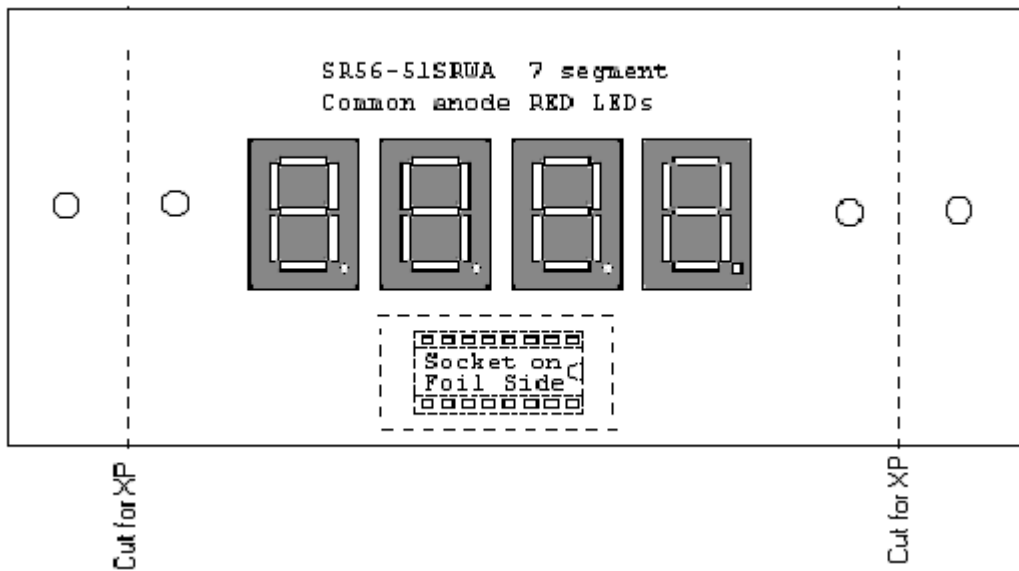 SR56-51SRWA 7 segment
Common anode RED LEDs
Socket on
Foil Side
Cut for XP
Cut for XP